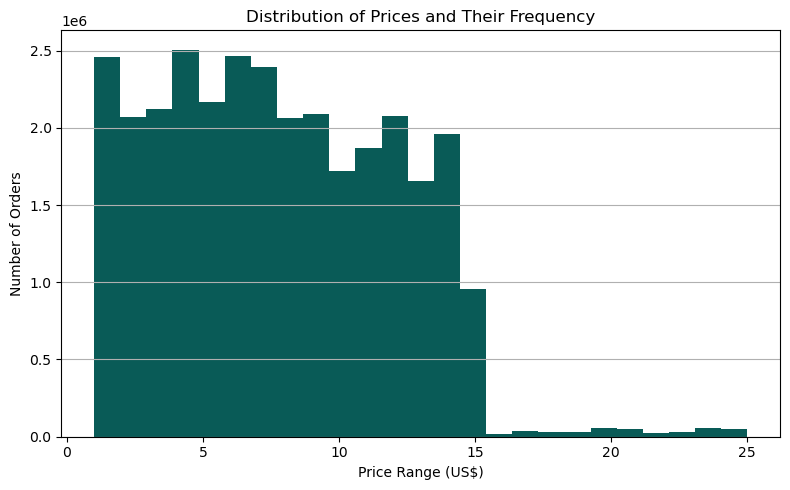 Distribution of Prices and Their Frequency
1e6
2.5
2.0
1.5
1.0
0.5
0.0
Number of Orders
0 5 10 15 20 25
Price Range (US$)